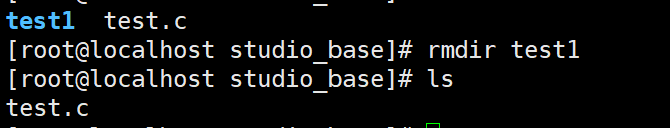 test1  test.c
[root@localhost studio_base]# rmdir test1
[root@localhost studio_base]# ls
test.c